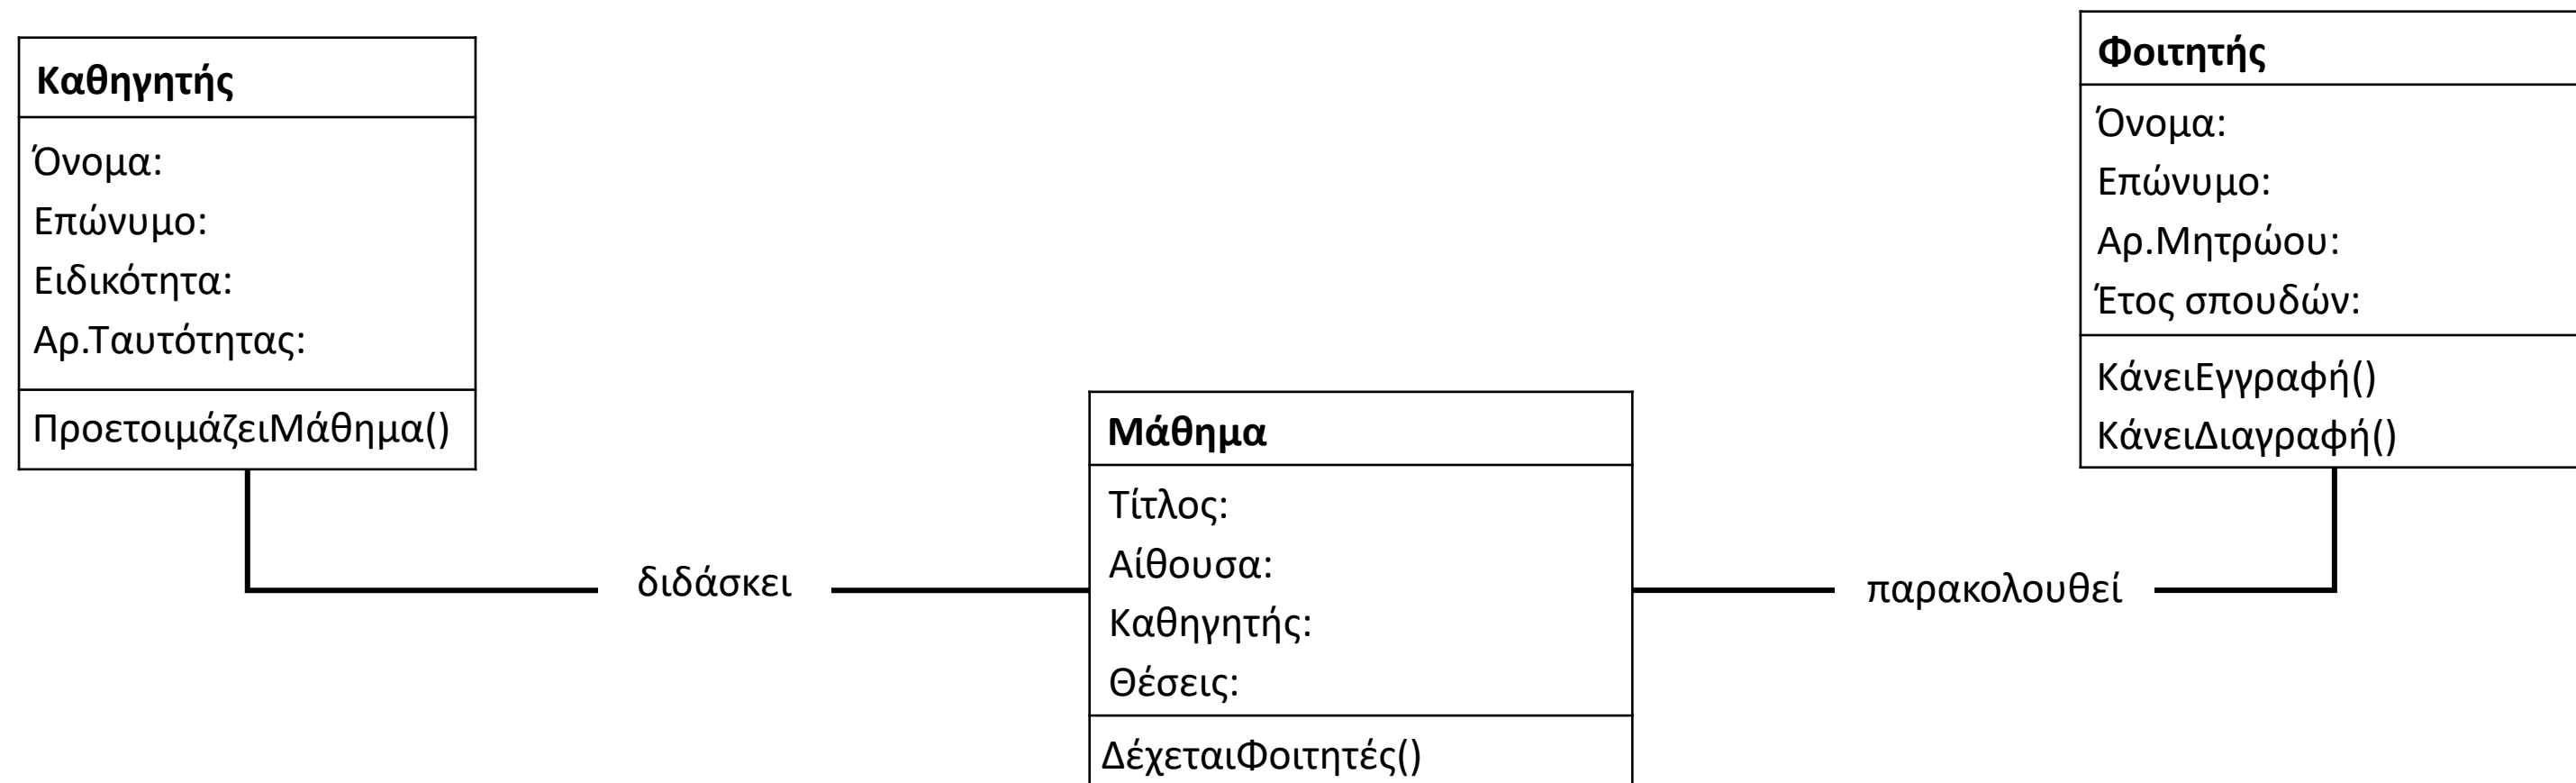 Καθηγητής
Όνομα:
Επώνυμο:
Ειδικότητα:
Αρ.Ταυτότητας:
ΠροετοιμάζειΜάθημα()
διδάσκει
Μάθημα
Τίτλος:
Αίθουσα:
Καθηγητής:
Θέσεις:
ΔέχεταιΦοιτητές()
παρακολουθεί
Φοιτητής
Όνομα:
Επώνυμο:
Αρ.Μητρώου:
Έτος σπουδών:
ΚάνειΕγγραφή()
ΚάνειΔιαγραφή()